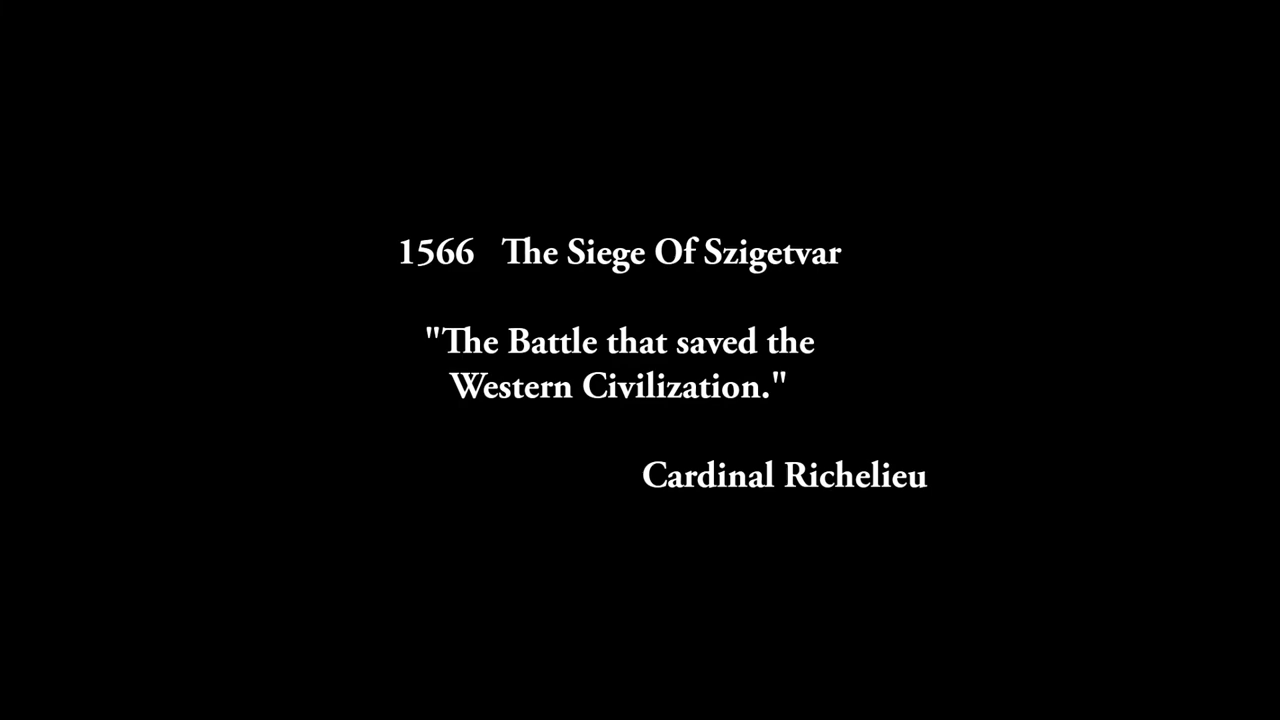 1566 The Siege Of Szigetvar
"The Battle that saved the
Western Civilization."
Cardinal Richelieu